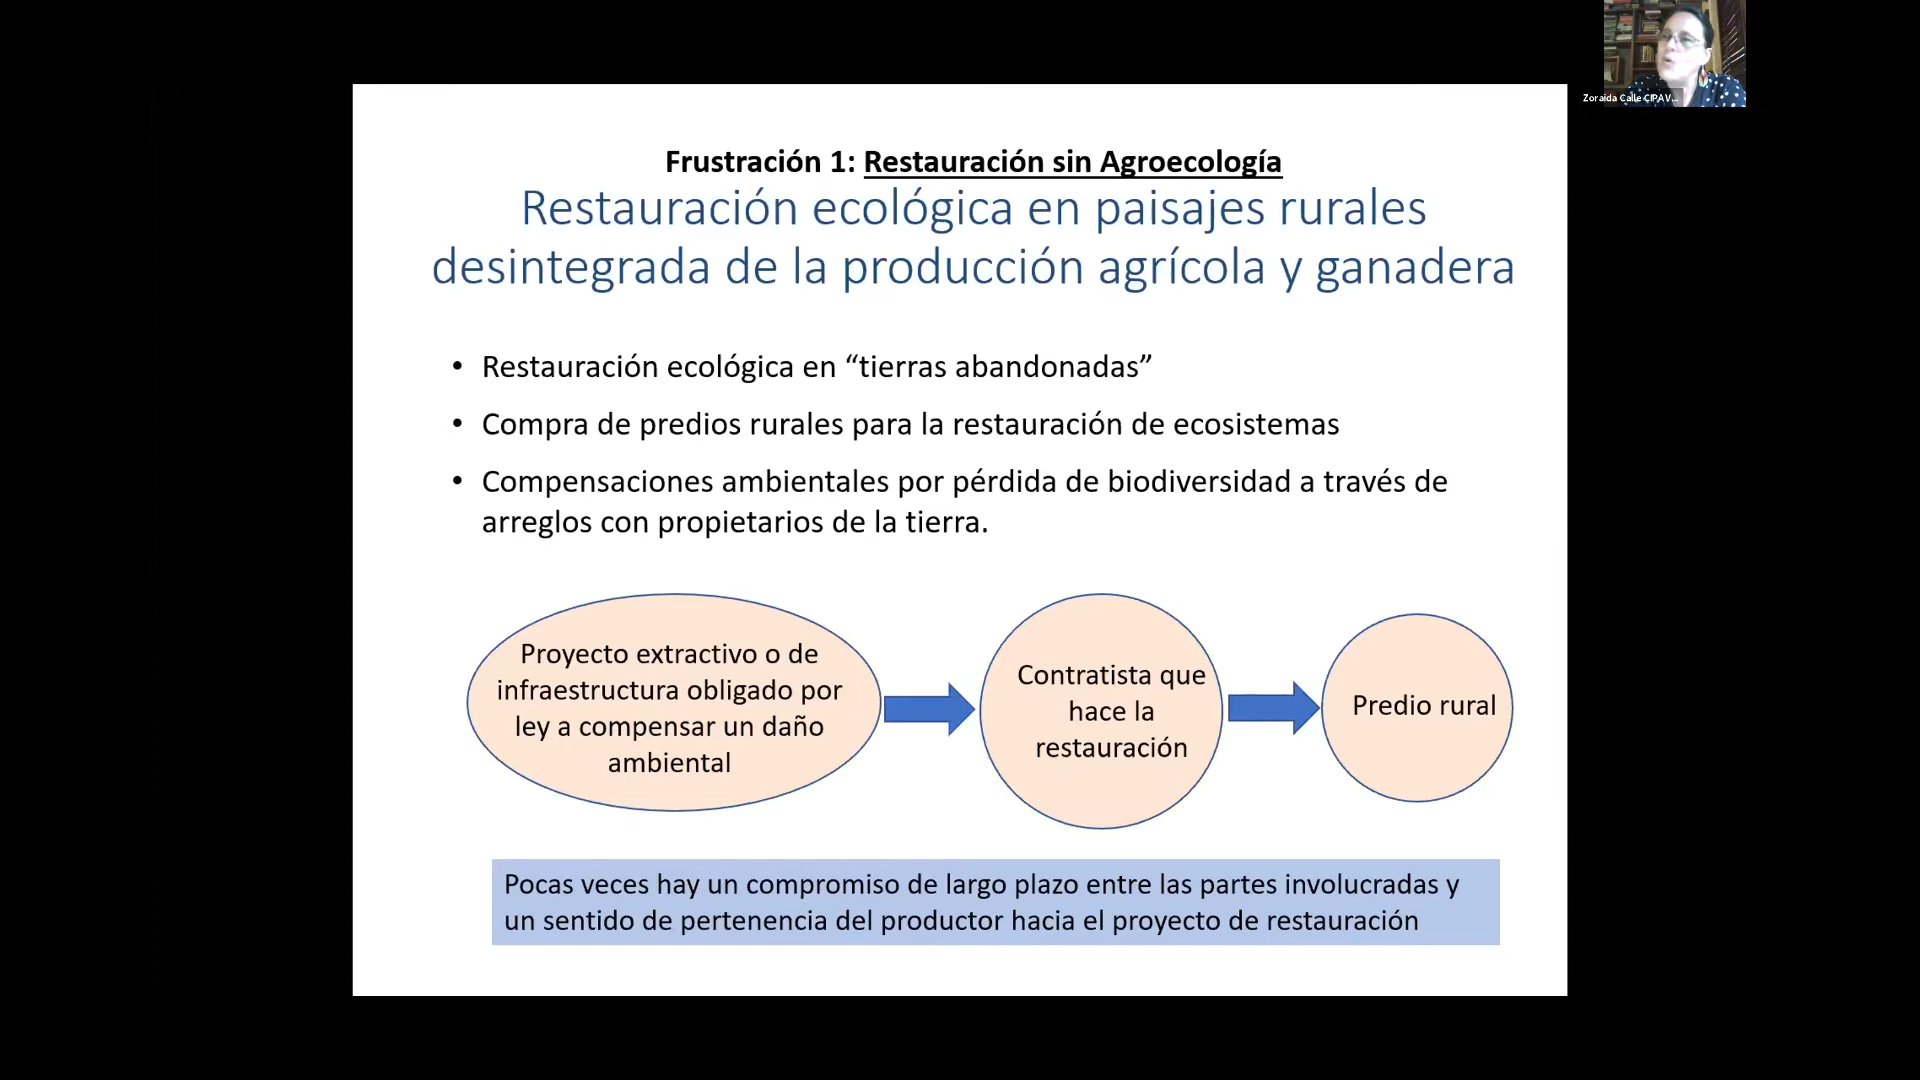 Zoraida Calle CIPAV...
Frustración 1: Restauración sin Agroecología
Restauración ecológica en paisajes rurales
desintegrada de la producción agrícola y ganadera
• Restauración ecológica en “tierras abandonadas”
• Compra de predios rurales para la restauración de ecosistemas
• Compensaciones ambientales por pérdida de biodiversidad a través de
arreglos con propietarios de la tierra.
Proyecto extractivo o de
infraestructura obligado por
ley a compensar un daño
ambiental
Contratista que
hace la
restauración
Predio rural
Pocas veces hay un compromiso de largo plazo entre las partes involucradas y
un sentido de pertenencia del productor hacia el proyecto de restauración